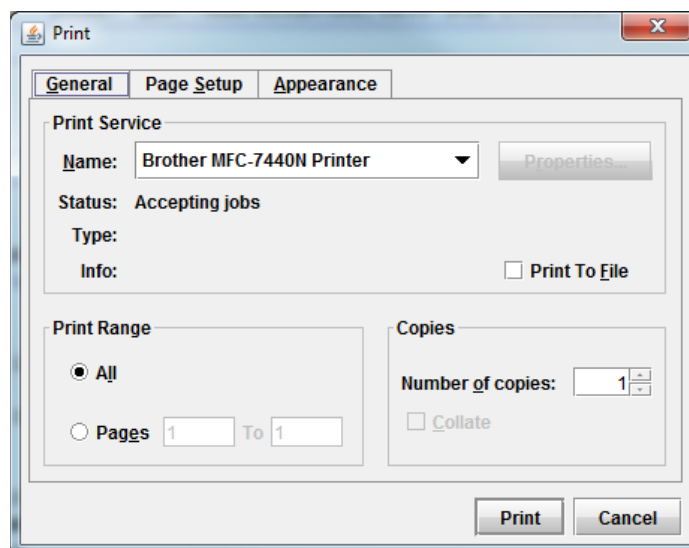 Print
General Page Setup Appearance
Print Service
Name: Brother MFC-7440N Printer Properties...
Status: Accepting jobs
Type:
Info: Print To File
Print Range Copies
All
Number of copies: 1
Pages 1 To 1
Collate
Print Cancel